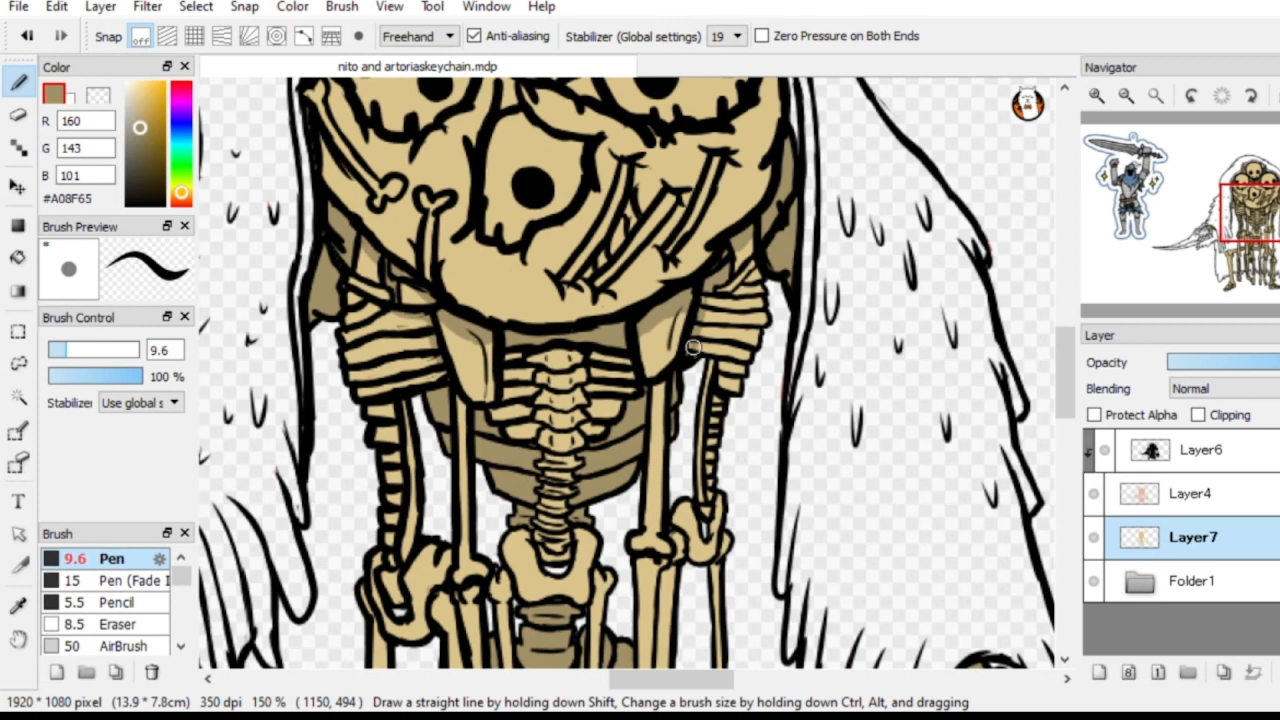 File Edit Layer Filter Select Snap Color Brush View Tool Window Help
Snap off Freehand Anti-aliasing Stabilizer (Global settings) 19 Zero Pressure on Both Ends
Color
nito and artoriaskeychain.mdp
Navigator
R 160
G 143
B 101
#A08F65
Brush Preview
Brush Control
9.6
100 %
Stabilizer Use global s
Layer
Opacity
Blending Normal
Protect Alpha Clipping
Layer6
Layer4
Layer7
Folder1
Brush
9.6 Pen
15 Pen (Fade I
5.5 Pencil
8.5 Eraser
50 AirBrush
1920 * 1080 pixel (13.9 * 7.8cm) 350 dpi 150 % ( 1150, 494 ) Draw a straight line by holding down Shift, Change a brush size by holding down Ctrl, Alt, and dragging